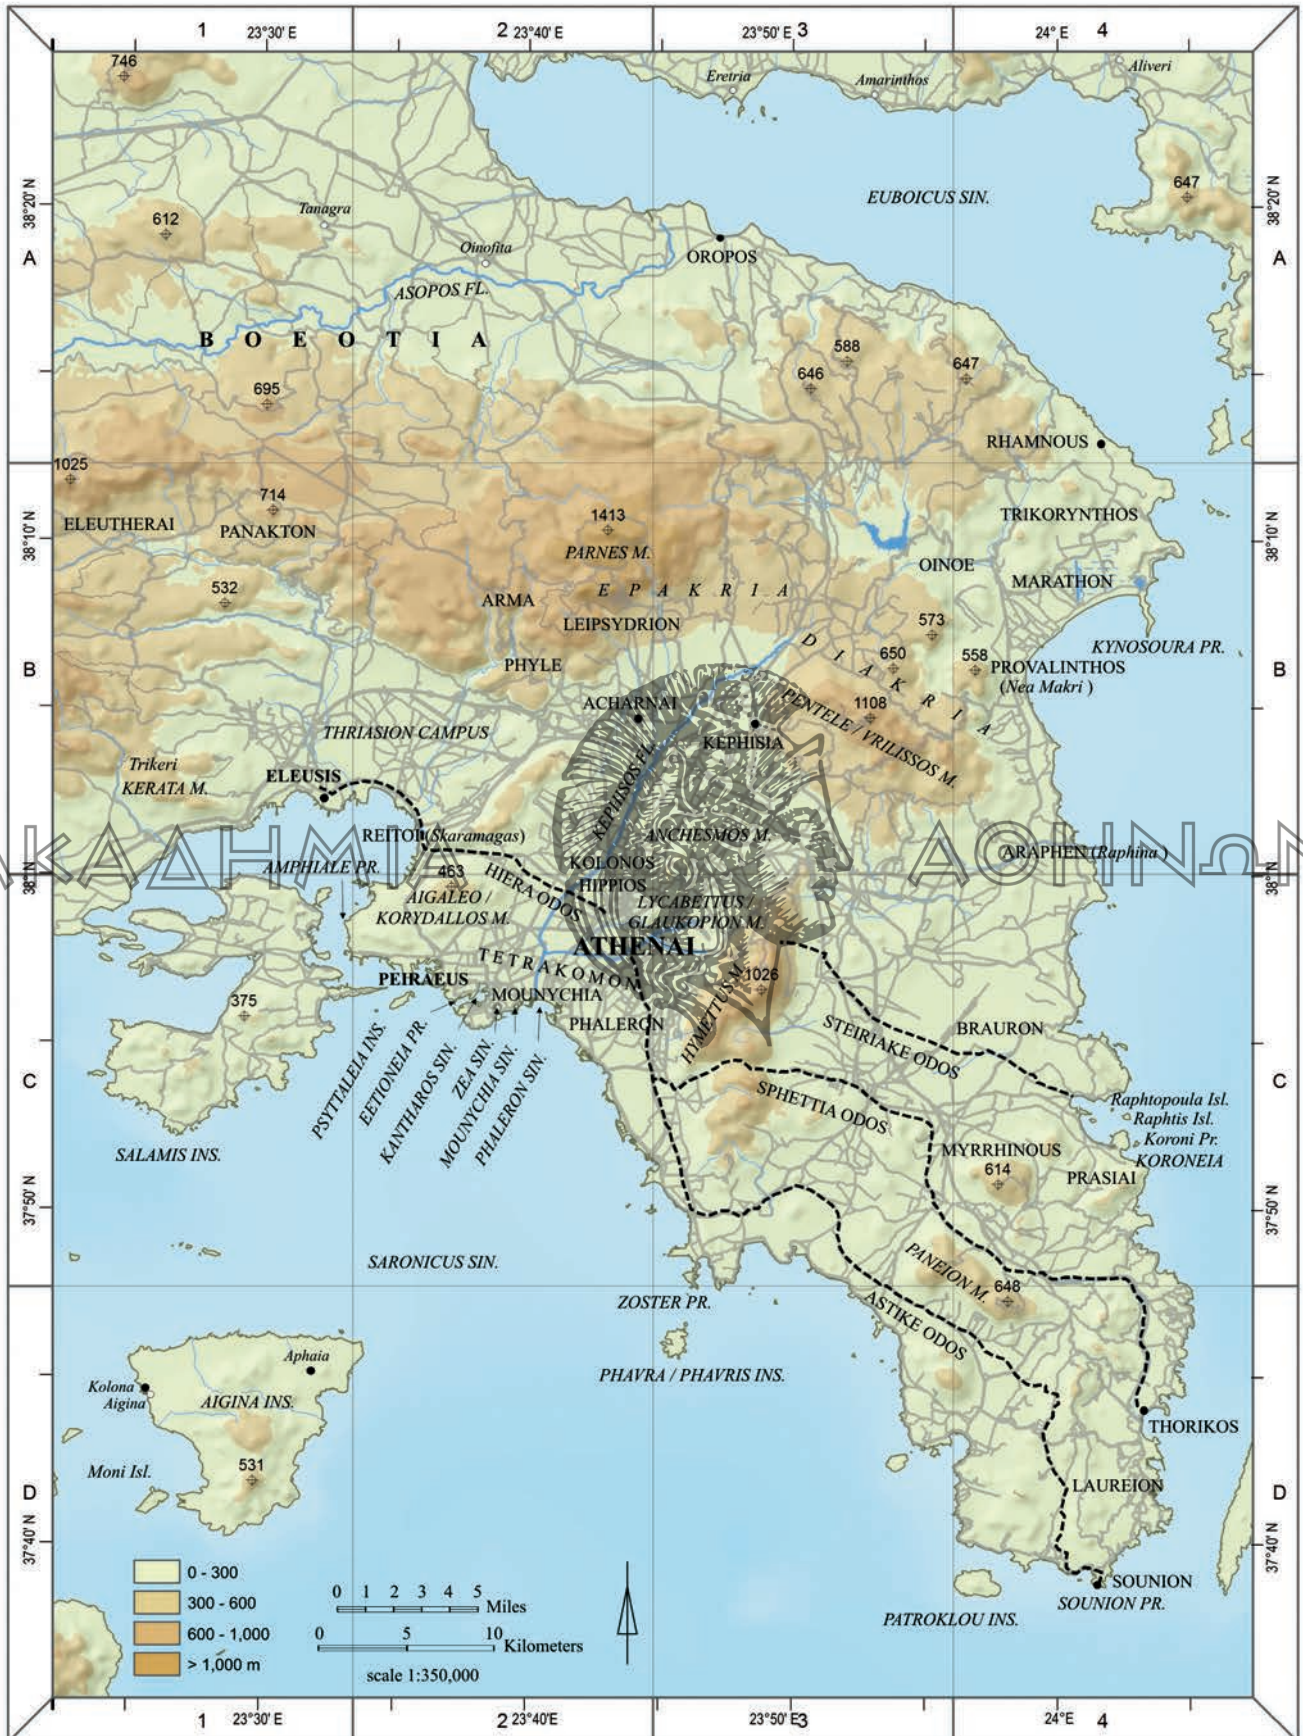 1
23°30' E
2
23°40' E
23°50' E
3
24° E
4
746
Eretria
Amarinthos
Aliveri
38°20' N
647
38°20' N
EUBOICUS SIN.
612
Tanagra
Oinofita
OROPOS
A
A
ASOPOS FL.
BOEOTIA
588
646
647
695
RHAMNOUS
1025
714
ELEUTHERAI
PANAKTON
1413
TRIKORYNTHOS
38°10' N
38°10' N
PARNES M.
OINOE
MARATHON
532
EPAKRIA
ARMA
LEIPSYDRION
573
DIAKRIA
KYNOSOURA PR.
B
B
PHYLE
650
558
PROVALINTHOS
(Nea Makri )
ACHARNAI
1108
PENTELE / VRILISSOS M.
THRIASION CAMPUS
KEPHISIA
Trikeri
KERATA M.
ELEUSIS
KEPHISOS FL.
REITOI (Skaramagas)
ANCHESMOS M.
ΑΚΑΔΗΜΙΑ
ΑΘΗΝΩΝ
ARAPHEN (Raphina )
38° N
38° N
AMPHIALE PR.
463
KOLONOS
HIPPIOS
HIERA ODOS
AIGALEO /
KORYDALLOS M.
LYCABETTUS /
GLAUKOPION M.
ATHENAI
TETRAKOMON
PEIRAEUS
MOUNYCHIA
1026
HYMETTUS M.
375
PHALERON
STEIRIAKE ODOS
BRAURON
PSYTTALEIA INS.
EETIONEIA PR.
KANTHAROS SIN.
ZEA SIN.
MOUNYCHIA SIN.
PHALERON SIN.
C
C
SPHETTIA ODOS
Raphtopoula Isl.
Raphtis Isl.
Koroni Pr.
KORONEIA
SALAMIS INS.
MYRRHINOUS
614
PRASIAI
37°50' N
37°50' N
SARONICUS SIN.
PANEION M.
648
ZOSTER PR.
ASTIKE ODOS
PHAVRA / PHAVRIS INS.
Aphaia
Kolona
Aigina
AIGINA INS.
THORIKOS
Moni Isl.
531
LAUREION
D
D
37°40' N
37°40' N
0 - 300
300 - 600
600 - 1,000
> 1,000 m
0 1 2 3 4 5
Miles
0 5 10
Kilometers
scale 1:350,000
SOUNION
SOUNION PR.
PATROKLOU INS.
1
23°30' E
2
23°40' E
23°50' E
3
24°E
4